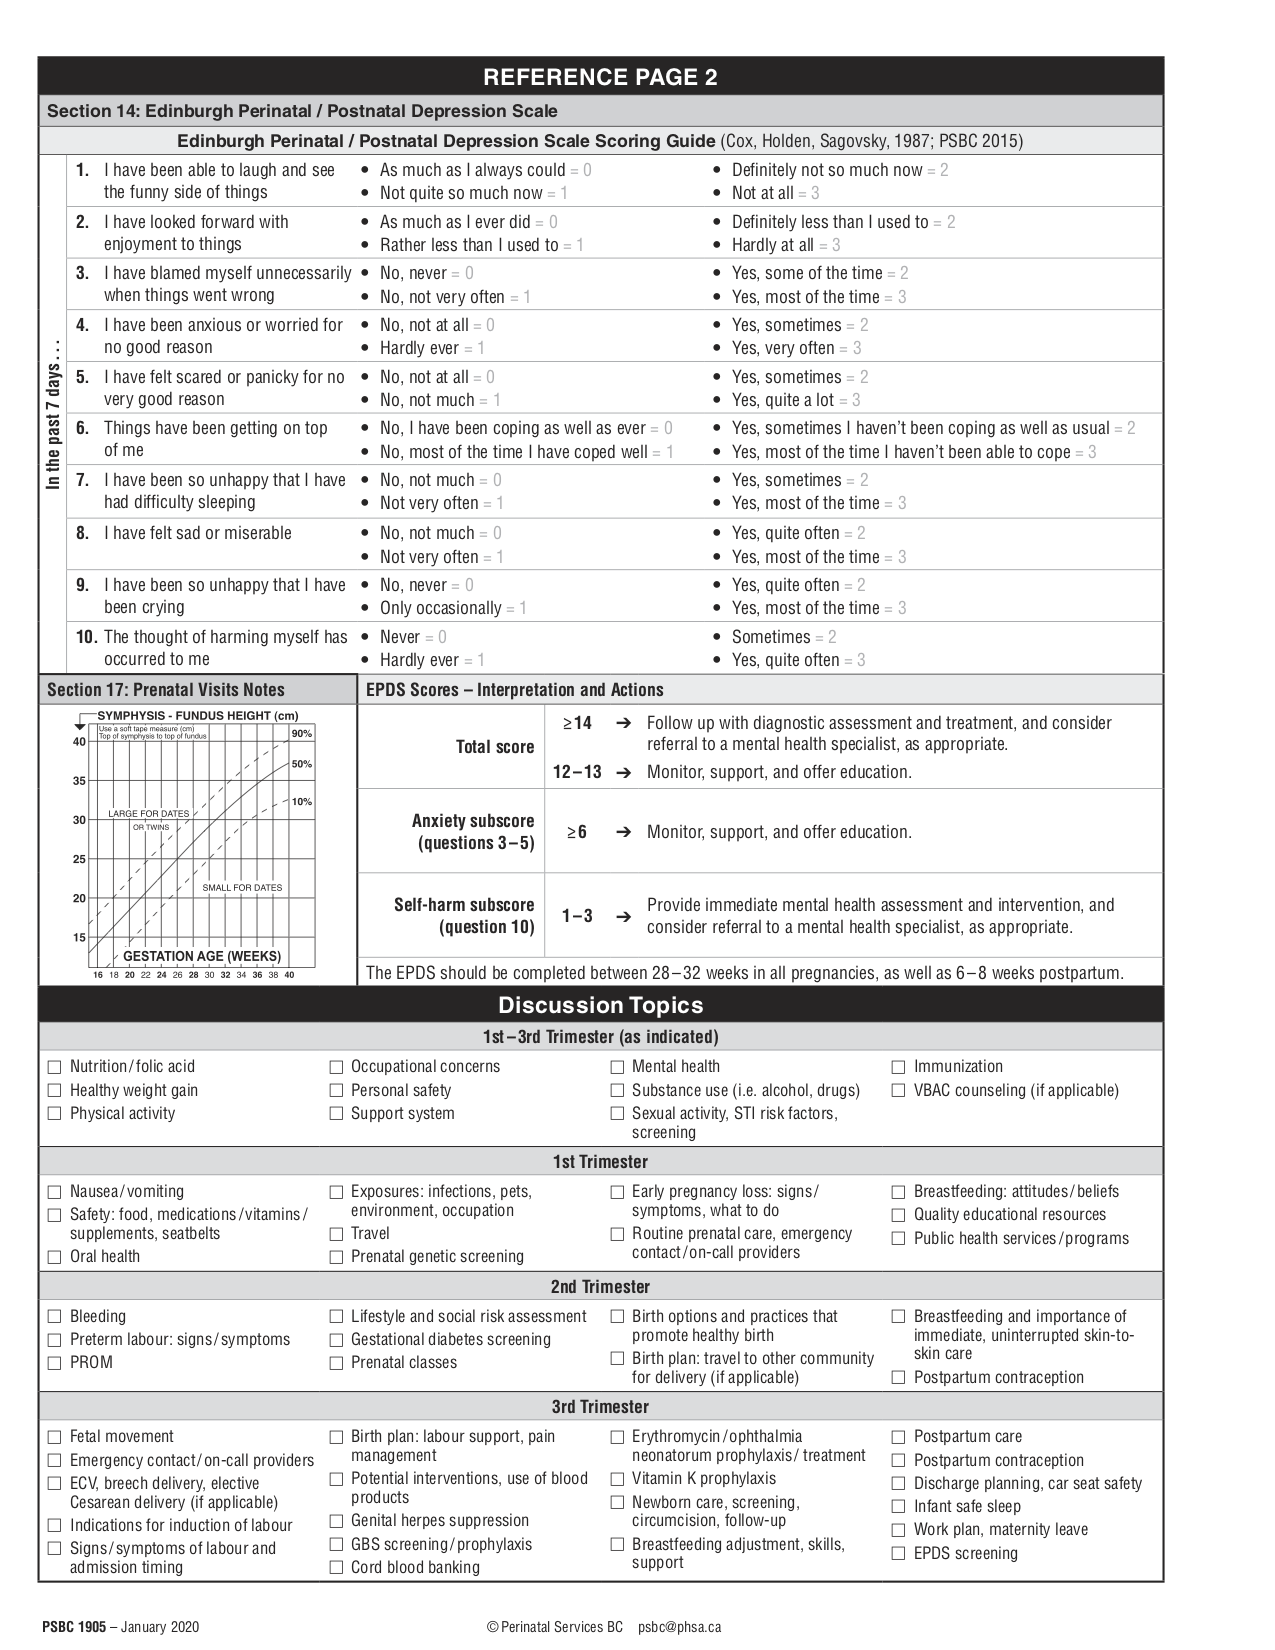 REFERENCE PAGE 2
Section 14: Edinburgh Perinatal / Postnatal Depression Scale
Edinburgh Perinatal / Postnatal Depression Scale Scoring Guide (Cox, Holden, Sagovsky, 1987; PSBC 2015)
In the past 7 days . . .
1. I have been able to laugh and see
the funny side of things
• As much as I always could = 0
• Not quite so much now = 1
• Definitely not so much now = 2
• Not at all = 3
2. I have looked forward with
enjoyment to things
• As much as I ever did = 0
• Rather less than I used to = 1
• Definitely less than I used to = 2
• Hardly at all = 3
3. I have blamed myself unnecessarily
when things went wrong
• No, never = 0
• No, not very often = 1
• Yes, some of the time = 2
• Yes, most of the time = 3
4. I have been anxious or worried for
no good reason
• No, not at all = 0
• Hardly ever = 1
• Yes, sometimes = 2
• Yes, very often = 3
5. I have felt scared or panicky for no
very good reason
• No, not at all = 0
• No, not much = 1
• Yes, sometimes = 2
• Yes, quite a lot = 3
6. Things have been getting on top
of me
• No, I have been coping as well as ever = 0
• No, most of the time I have coped well = 1
• Yes, sometimes I haven't been coping as well as usual = 2
• Yes, most of the time I haven't been able to cope = 3
7. I have been so unhappy that I have
had difficulty sleeping
• No, not much = 0
• Not very often = 1
• Yes, sometimes = 2
• Yes, most of the time = 3
8. I have felt sad or miserable
• No, not much = 0
• Not very often = 1
• Yes, quite often = 2
• Yes, most of the time = 3
9. I have been so unhappy that I have
been crying
• No, never = 0
• Only occasionally = 1
• Yes, quite often = 2
• Yes, most of the time = 3
10. The thought of harming myself has
occurred to me
• Never = 0
• Hardly ever = 1
• Sometimes = 2
• Yes, quite often = 3
Section 17: Prenatal Visits Notes
SYMPHYSIS - FUNDUS HEIGHT (cm)
Use a soft tape measure (cm)
Top of symphysis to top of fundus
90%
40
50%
35
10%
LARGE FOR DATES
30
OR TWINS
25
SMALL FOR DATES
20
15
GESTATION AGE (WEEKS)
16 18 20 22 24 26 28 30 32 34 36 38 40
EPDS Scores – Interpretation and Actions
Total score
≥14 ➔ Follow up with diagnostic assessment and treatment, and consider
referral to a mental health specialist, as appropriate.
12–13 ➔ Monitor, support, and offer education.
Anxiety subscore
(questions 3–5)
≥6 ➔ Monitor, support, and offer education.
Self-harm subscore
(question 10)
1–3 ➔ Provide immediate mental health assessment and intervention, and
consider referral to a mental health specialist, as appropriate.
The EPDS should be completed between 28–32 weeks in all pregnancies, as well as 6–8 weeks postpartum.
Discussion Topics
1st–3rd Trimester (as indicated)
☐ Nutrition/folic acid
☐ Healthy weight gain
☐ Physical activity
☐ Occupational concerns
☐ Personal safety
☐ Support system
☐ Mental health
☐ Substance use (i.e. alcohol, drugs)
☐ Sexual activity, STI risk factors,
screening
☐ Immunization
☐ VBAC counseling (if applicable)
1st Trimester
☐ Nausea/vomiting
☐ Safety: food, medications/vitamins/
supplements, seatbelts
☐ Oral health
☐ Exposures: infections, pets,
environment, occupation
☐ Travel
☐ Prenatal genetic screening
☐ Early pregnancy loss: signs/
symptoms, what to do
☐ Routine prenatal care, emergency
contact/on-call providers
☐ Breastfeeding: attitudes/beliefs
☐ Quality educational resources
☐ Public health services/programs
2nd Trimester
☐ Bleeding
☐ Preterm labour: signs/symptoms
☐ PROM
☐ Lifestyle and social risk assessment
☐ Gestational diabetes screening
☐ Prenatal classes
☐ Birth options and practices that
promote healthy birth
☐ Birth plan: travel to other community
for delivery (if applicable)
☐ Breastfeeding and importance of
immediate, uninterrupted skin-to-
skin care
☐ Postpartum contraception
3rd Trimester
☐ Fetal movement
☐ Emergency contact/on-call providers
☐ ECV, breech delivery, elective
Cesarean delivery (if applicable)
☐ Indications for induction of labour
☐ Signs/symptoms of labour and
admission timing
☐ Birth plan: labour support, pain
management
☐ Potential interventions, use of blood
products
☐ Genital herpes suppression
☐ GBS screening/prophylaxis
☐ Cord blood banking
☐ Erythromycin/ophthalmia
neonatorum prophylaxis/ treatment
☐ Vitamin K prophylaxis
☐ Newborn care, screening,
circumcision, follow-up
☐ Breastfeeding adjustment, skills,
support
☐ Postpartum care
☐ Postpartum contraception
☐ Discharge planning, car seat safety
☐ Infant safe sleep
☐ Work plan, maternity leave
☐ EPDS screening
PSBC 1905 – January 2020
© Perinatal Services BC psbc@phsa.ca